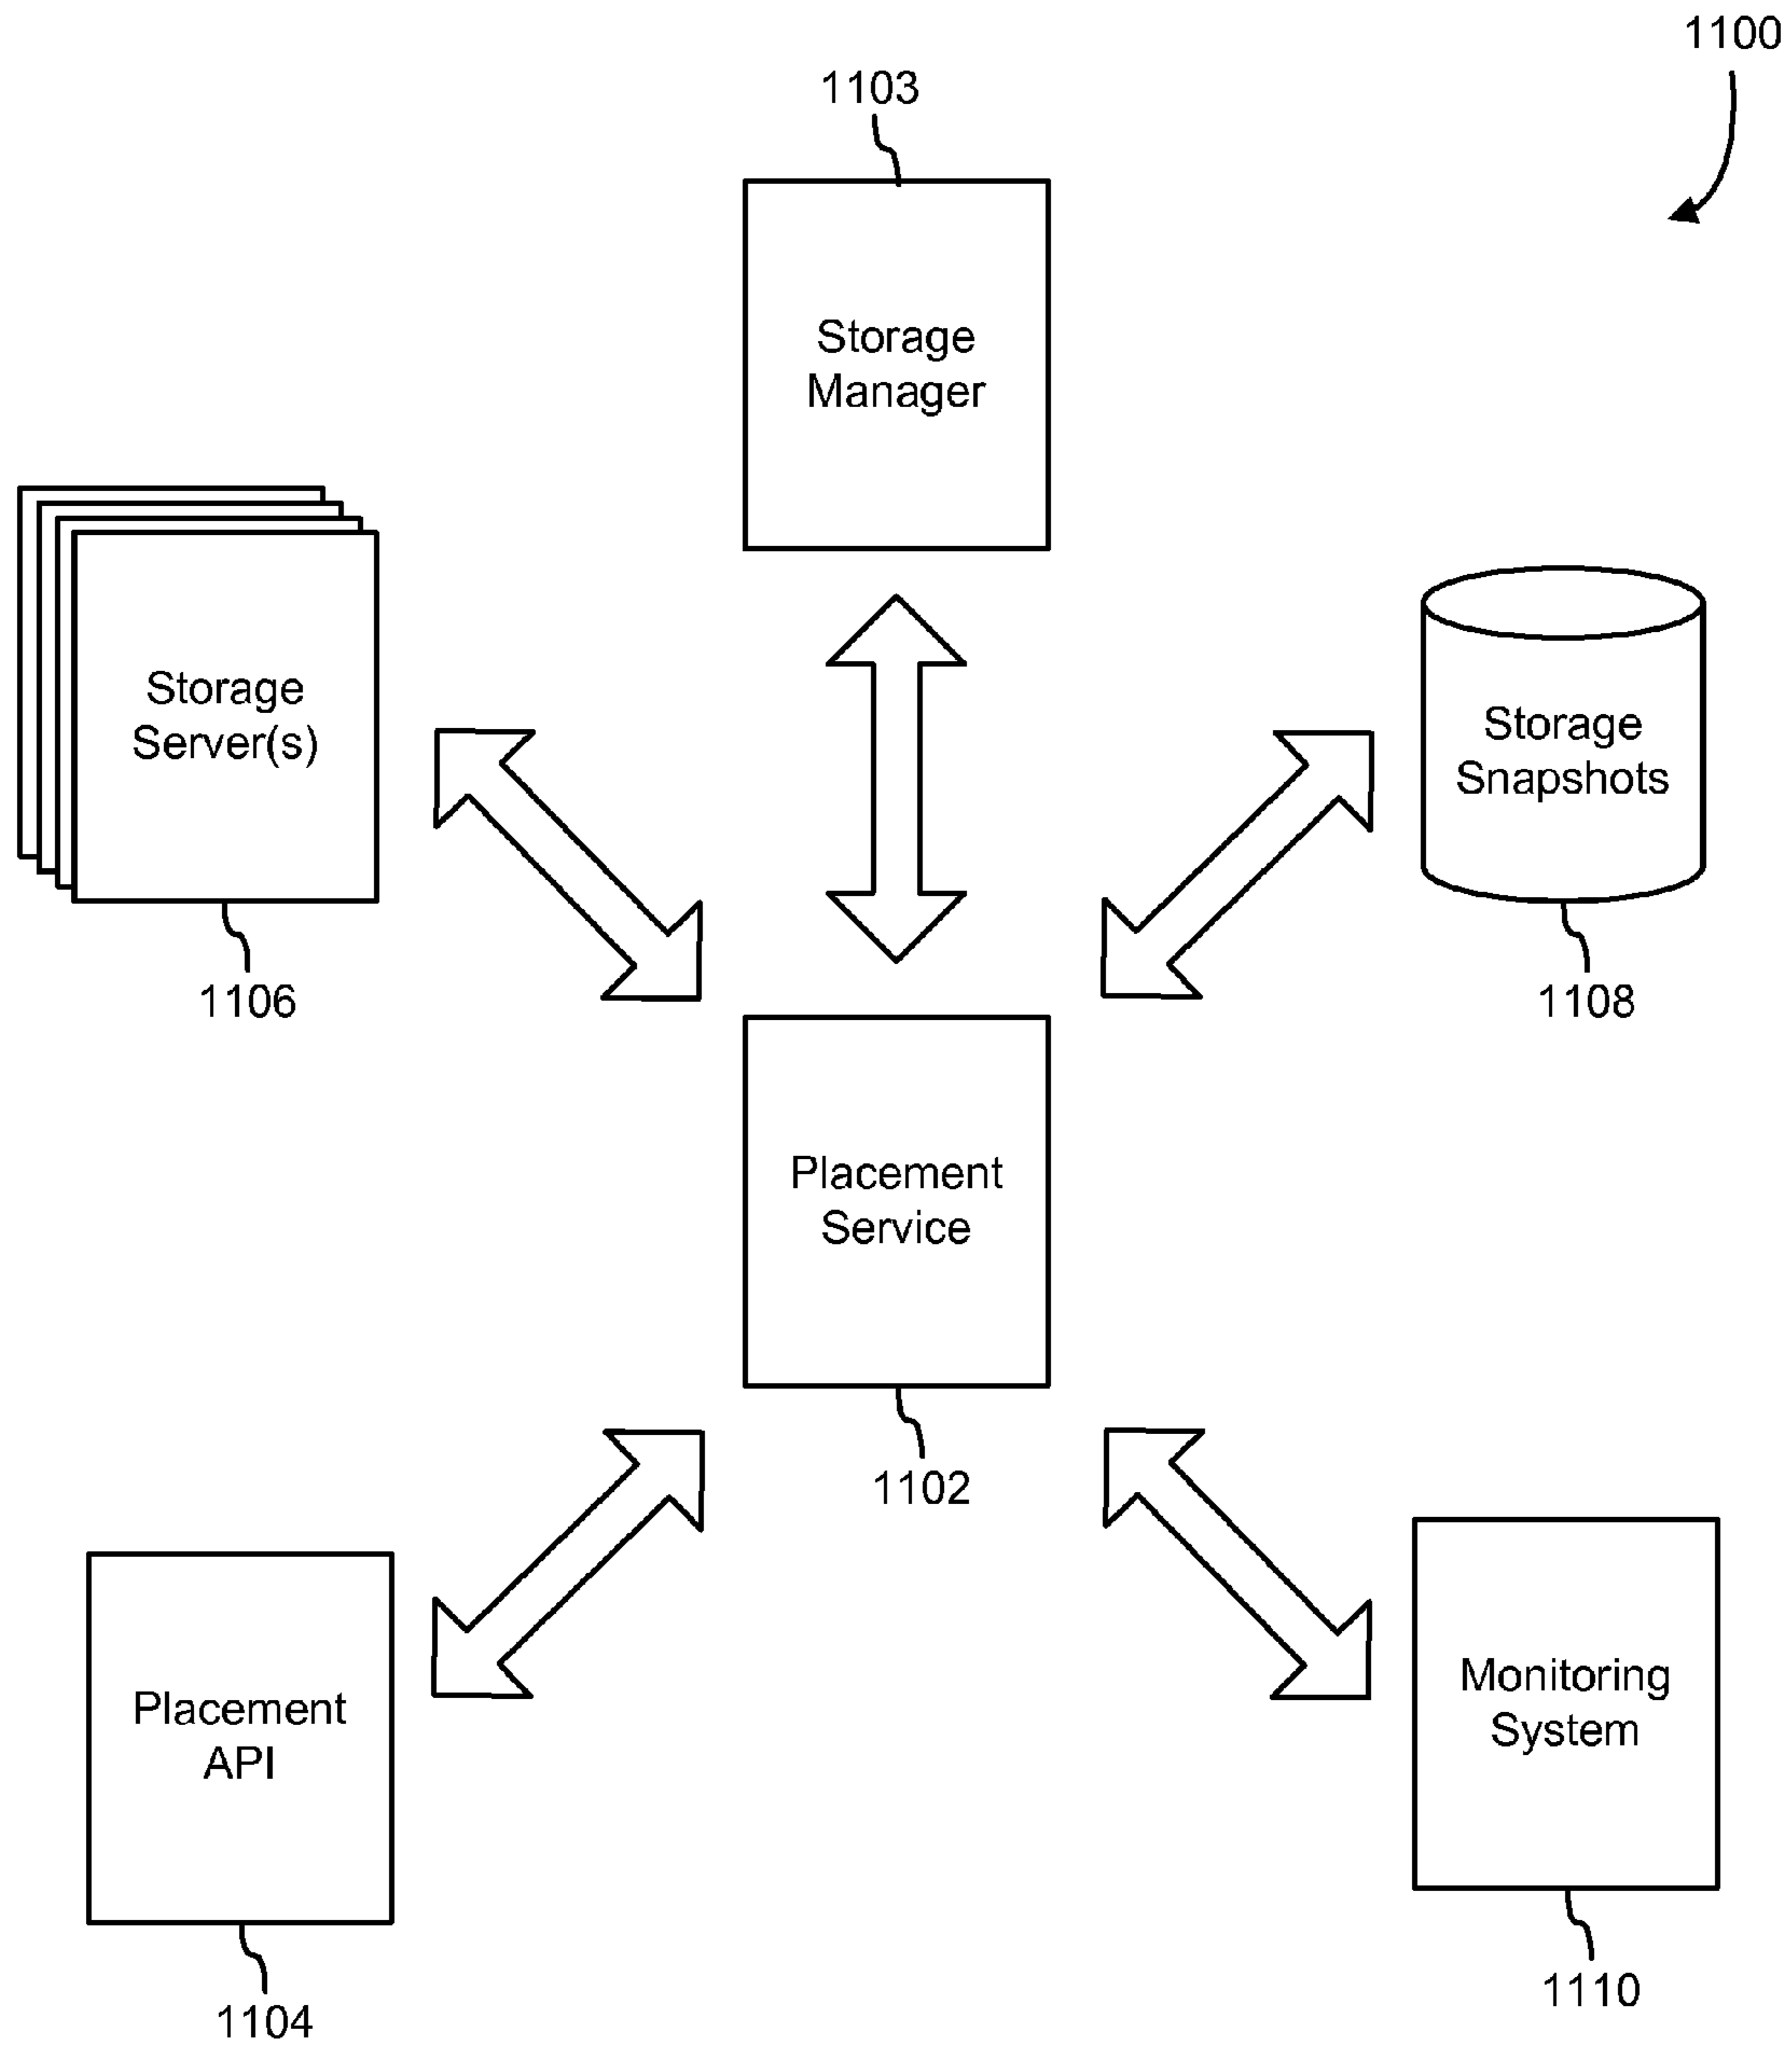 1100
1103
Storage
Manager
Storage
Server(s)
1106
Storage
Snapshots
1108
Placement
Service
1102
Placement
API
1104
Monitoring
System
1110